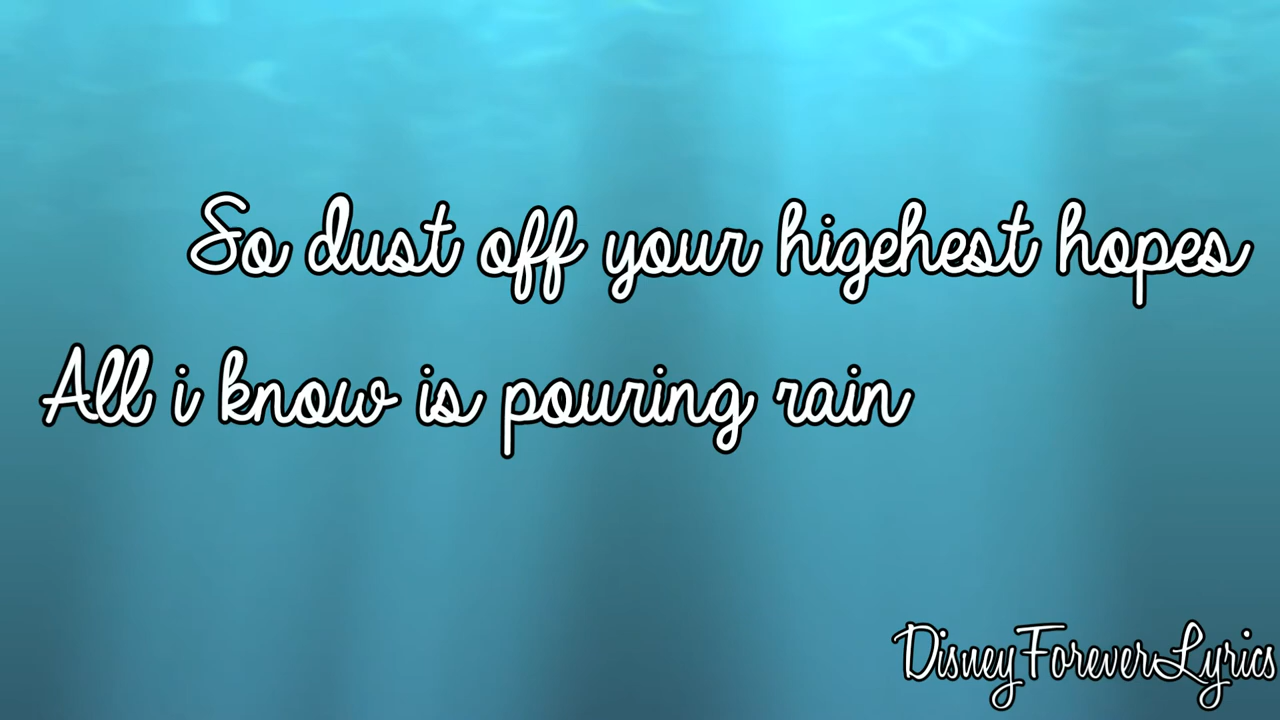 So dust off your higehest hopes
All i know is pouring rain
DisneyForeverLyrics